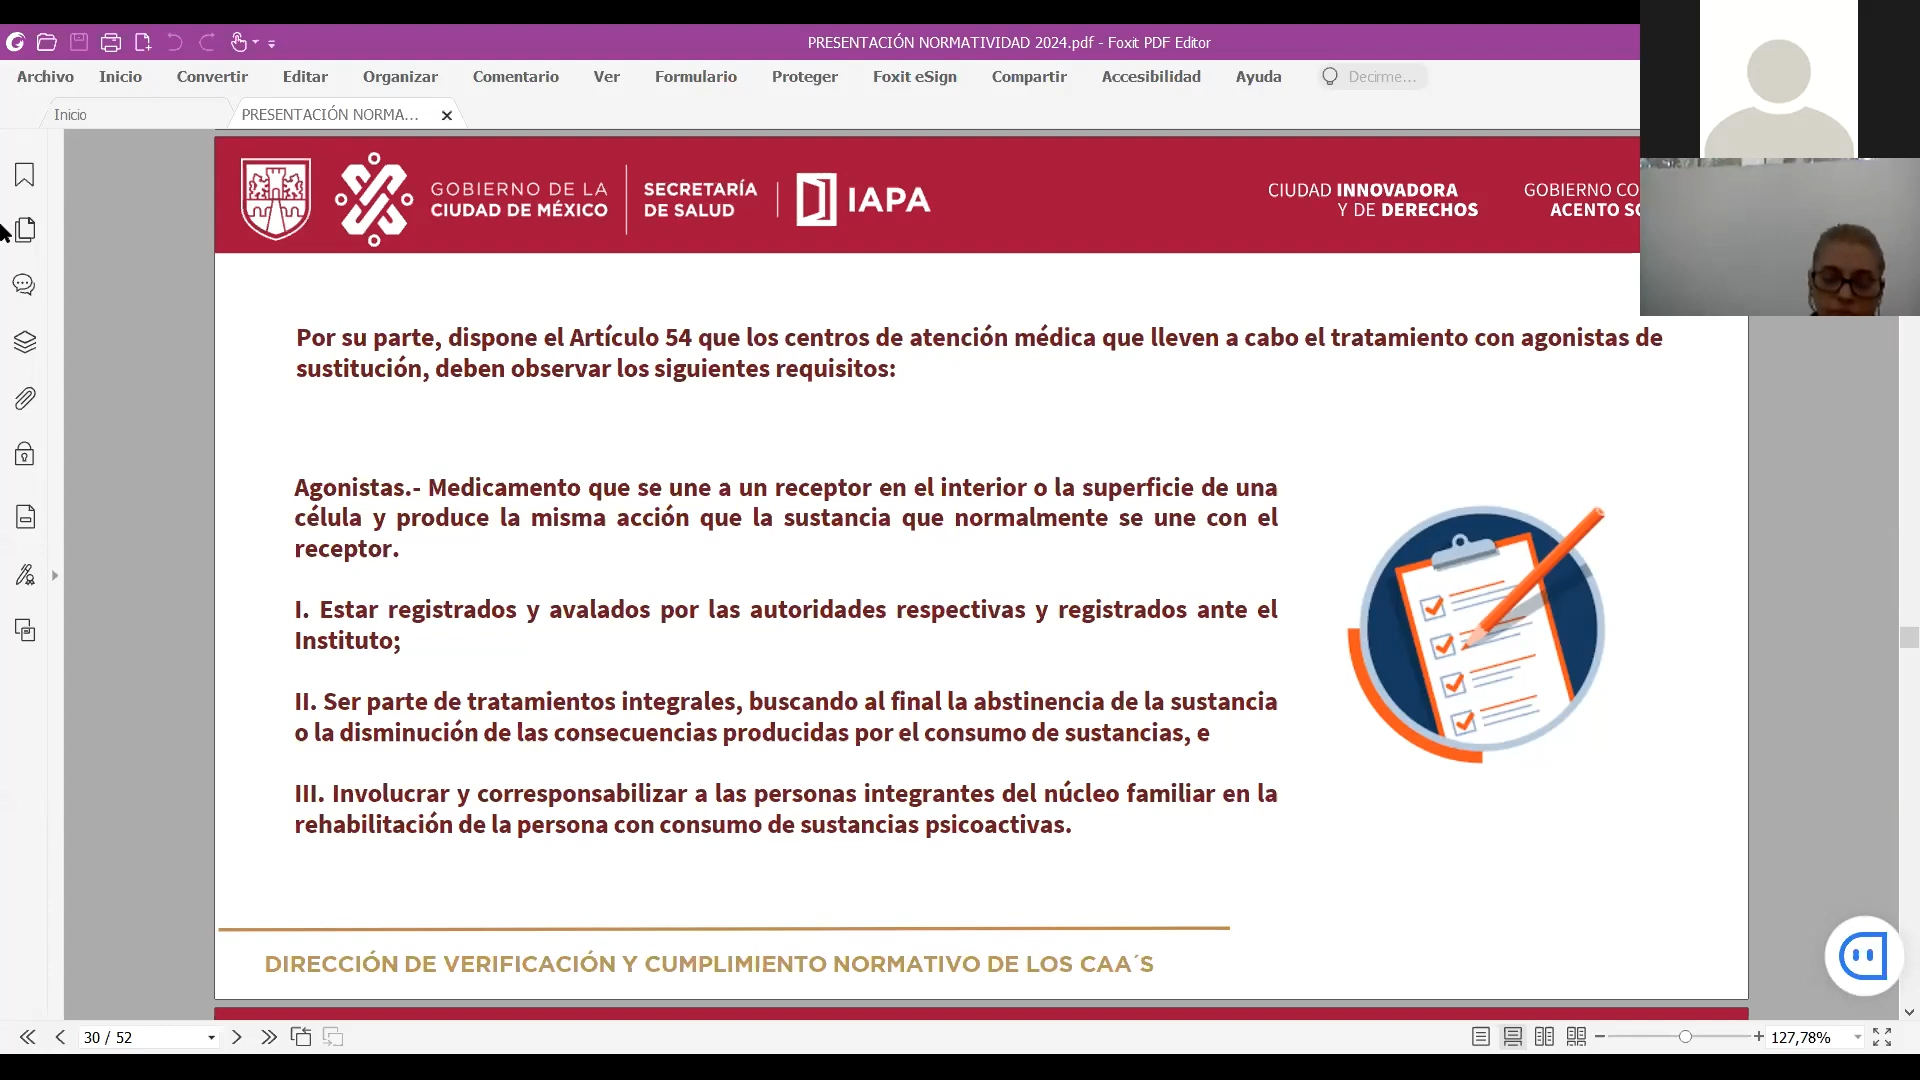 PRESENTACIÓN NORMATIVIDAD 2024.pdf - Foxit PDF Editor
Archivo Inicio Convertir Editar Organizar Comentario Ver Formulario Proteger Foxit eSign Compartir Accesibilidad Ayuda Decirme...
Inicio PRESENTACIÓN NORMA...
GOBIERNO DE LA
CIUDAD DE MÉXICO
SECRETARÍA
DE SALUD
IAPA
CIUDAD INNOVADORA
Y DE DERECHOS
GOBIERNO CO
ACENTO
Por su parte, dispone el Artículo 54 que los centros de atención médica que lleven a cabo el tratamiento con agonistas de
sustitución, deben observar los siguientes requisitos:
Agonistas.- Medicamento que se une a un receptor en el interior o la superficie de una
célula y produce la misma acción que la sustancia que normalmente se une con el
receptor.
I. Estar registrados y avalados por las autoridades respectivas y registrados ante el
Instituto;
II. Ser parte de tratamientos integrales, buscando al final la abstinencia de la sustancia
o la disminución de las consecuencias producidas por el consumo de sustancias, e
III. Involucrar y corresponsabilizar a las personas integrantes del núcleo familiar en la
rehabilitación de la persona con consumo de sustancias psicoactivas.
DIRECCIÓN DE VERIFICACIÓN Y CUMPLIMIENTO NORMATIVO DE LOS CAA´S
30 / 52
127,78%